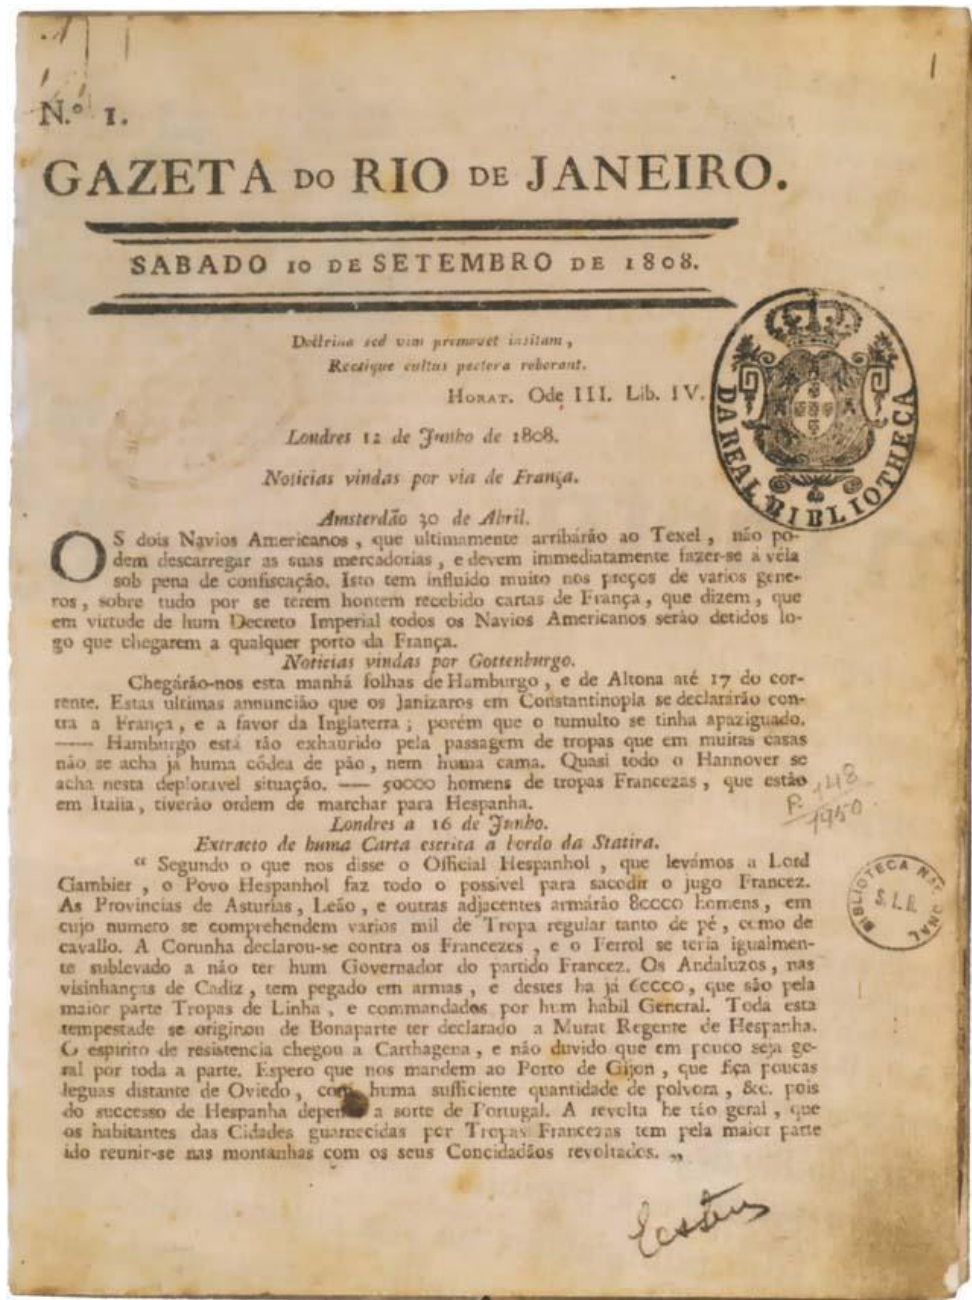 1
N.º 1.
GAZETA DO RIO DE JANEIRO.
SABADO 10 DE SETEMBRO DE 1808.
Doctrina sed vim promovet insitam,
Rectique cultus pectora roborant.
HORAT. Ode III. Lib. IV.
DA REAL BIBLIOTHECA
Londres 12 de Junho de 1808.
Noticias vindas por via de França.
Amsterdão 30 de Abril.
OS dois Navios Americanos, que ultimamente arribárão ao Texel, não po-
dem descarregar as suas mercadorias, e devem immediatamente fazer-se á véla
sob pena de confiscação. Isto tem influido muito nos preços de varios gene-
ros, sobre tudo por se terem hontem recebido cartas de França, que dizem, que
em virtude de hum Decreto Imperial todos os Navios Americanos serão detidos lo-
go que chegarem a qualquer porto da França.
Noticias vindas por Gottenburgo.
Chegárão-nos esta manhá folhas de Hamburgo, e de Altona até 17 do cor-
rente. Estas ultimas annuncião que os Janizaros em Constantinopla se declarárão con-
tra a França, e a favor da Inglaterra; porém que o tumulto se tinha apaziguado.
—— Hamburgo está tão exhaurido pela passagem de tropas que em muitas casas
não se acha já huma códea de pão, nem huma cama. Quasi todo o Hannover se
acha nesta deploravel situação. —— 50000 homens de tropas Francezas, que estão
em Italia, tiverão ordem de marchar para Hespanha.
Londres a 16 de Junho.
Extracto de huma Carta escrita a bordo da Statira.
“ Segundo o que nos disse o Official Hespanhol, que levámos a Lord
Gambier, o Povo Hespanhol faz todo o possivel para sacodir o jugo Francez.
As Provincias de Asturias, Leão, e outras adjacentes armárão 80000 homens, em
cujo numero se comprehendem varios mil de Tropa regular tanto de pé, como de
cavallo. A Corunha declarou-se contra os Francezes, e o Ferrol se teria igualmen-
te sublevado a não ter hum Governador do partido Francez. Os Andaluzos, nas
visinhanças de Cadiz, tem pegado em armas, e destes ha já 60000, que são pela
maior parte Tropas de Linha, e commandados por hum habil General. Toda esta
tempestade se originou de Bonaparte ter declarado a Murat Regente de Hespanha.
O espirito de resistencia chegou a Carthagena, e não duvido que em pouco seja ge-
ral por toda a parte. Espero que nos mandem ao Porto de Gijon, que fica poucas
leguas distante de Oviedo, com huma sufficiente quantidade de polvora, &c. pois
do successo de Hespanha depende a sorte de Portugal. A revolta he tão geral, que
os habitantes das Cidades guarnecidas por Tropas Francezas tem pela maior parte
ido reunir-se nas montanhas com os seus Concidadãos revoltados. „
P. 148
1950
BIBLIOTECA NACIONAL
S. L. R.